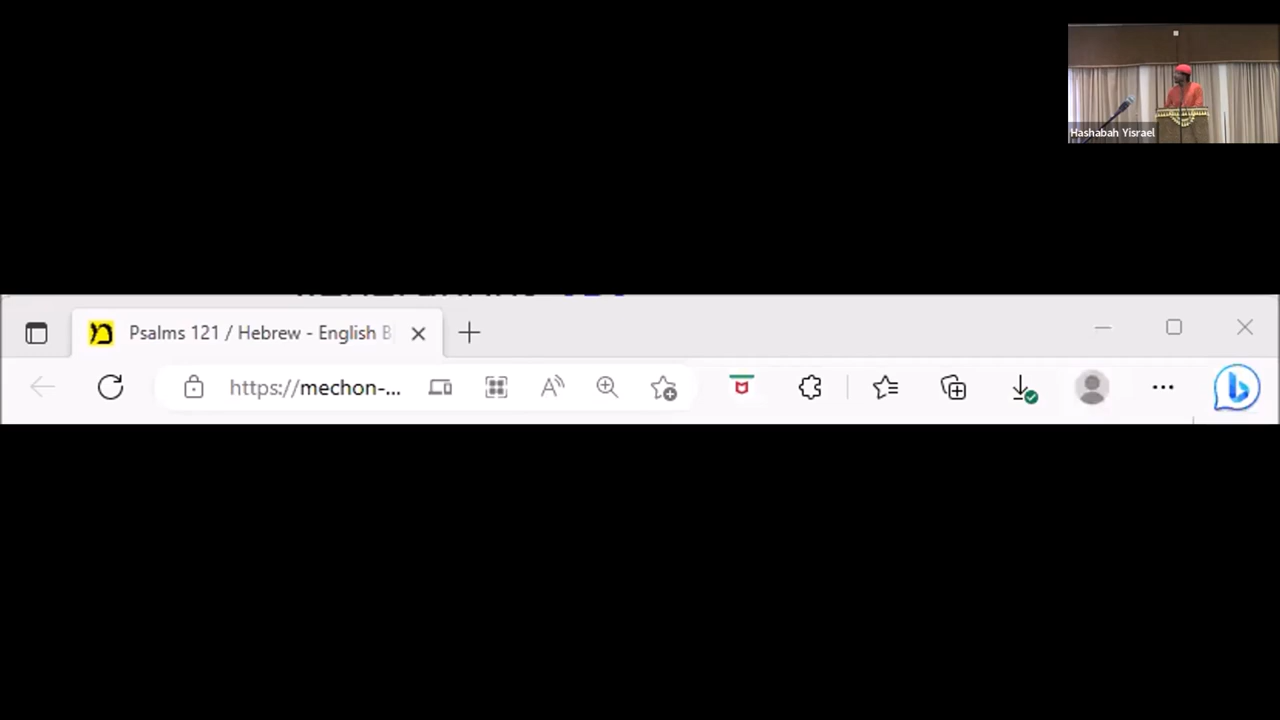 Hashabah Yisrael
Psalms 121 / Hebrew - English B
https://mechon-...